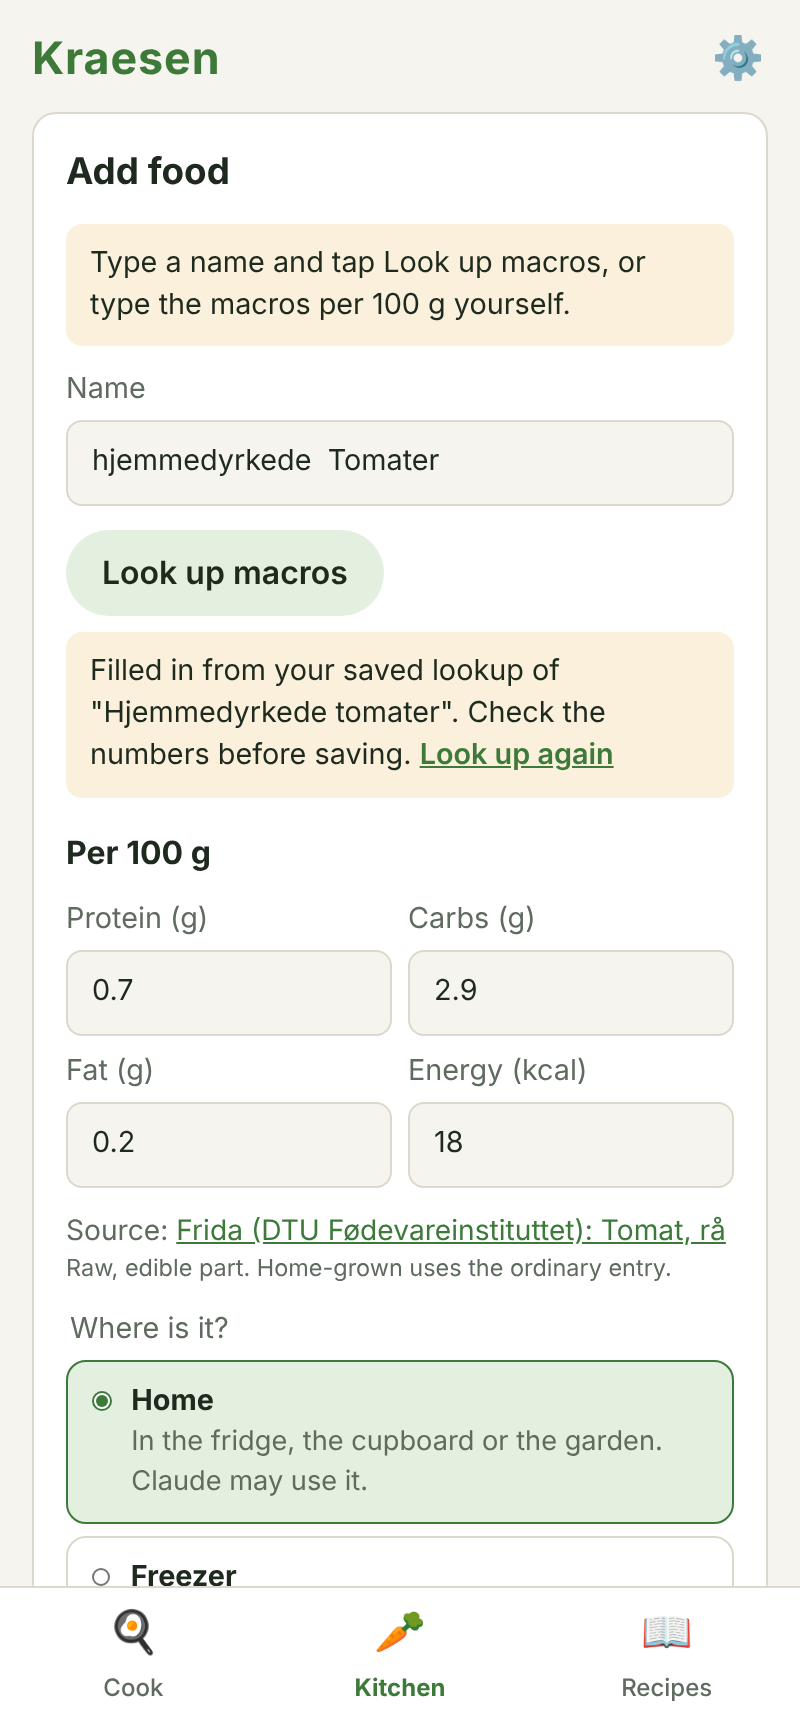 Kraesen
Add food
Type a name and tap Look up macros, or
type the macros per 100 g yourself.
Name
hjemmedyrkede  Tomater
Look up macros
Filled in from your saved lookup of
"Hjemmedyrkede tomater". Check the
numbers before saving. Look up again
Per 100 g
Protein (g)
Carbs (g)
0.7
2.9
Fat (g)
Energy (kcal)
0.2
18
Source: Frida (DTU Fødevareinstituttet): Tomat, rå
Raw, edible part. Home-grown uses the ordinary entry.
Where is it?
Home
In the fridge, the cupboard or the garden.
Claude may use it.
Freezer
Cook
Kitchen
Recipes